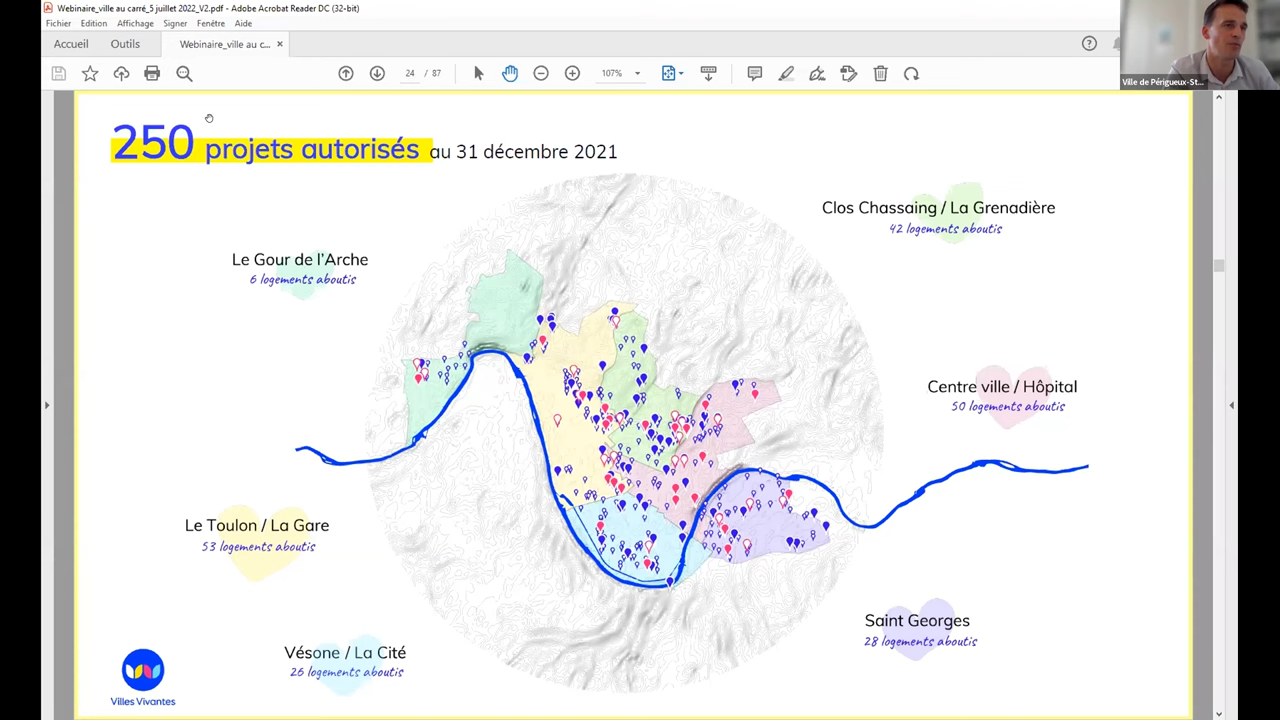 Webinaire_ville au carré_5 juillet 2022_V2.pdf - Adobe Acrobat Reader DC (32-bit)
Fichier Edition Affichage Signer Fenêtre Aide
Accueil Outils Webinaire_ville au c... ×
24 / 87 107%
Ville de Périgueux-St...
250 projets autorisés au 31 décembre 2021
Clos Chassaing / La Grenadière
42 logements aboutis
Le Gour de l'Arche
6 logements aboutis
Centre ville / Hôpital
50 logements aboutis
Le Toulon / La Gare
53 logements aboutis
Saint Georges
28 logements aboutis
Vésone / La Cité
26 logements aboutis
Villes Vivantes